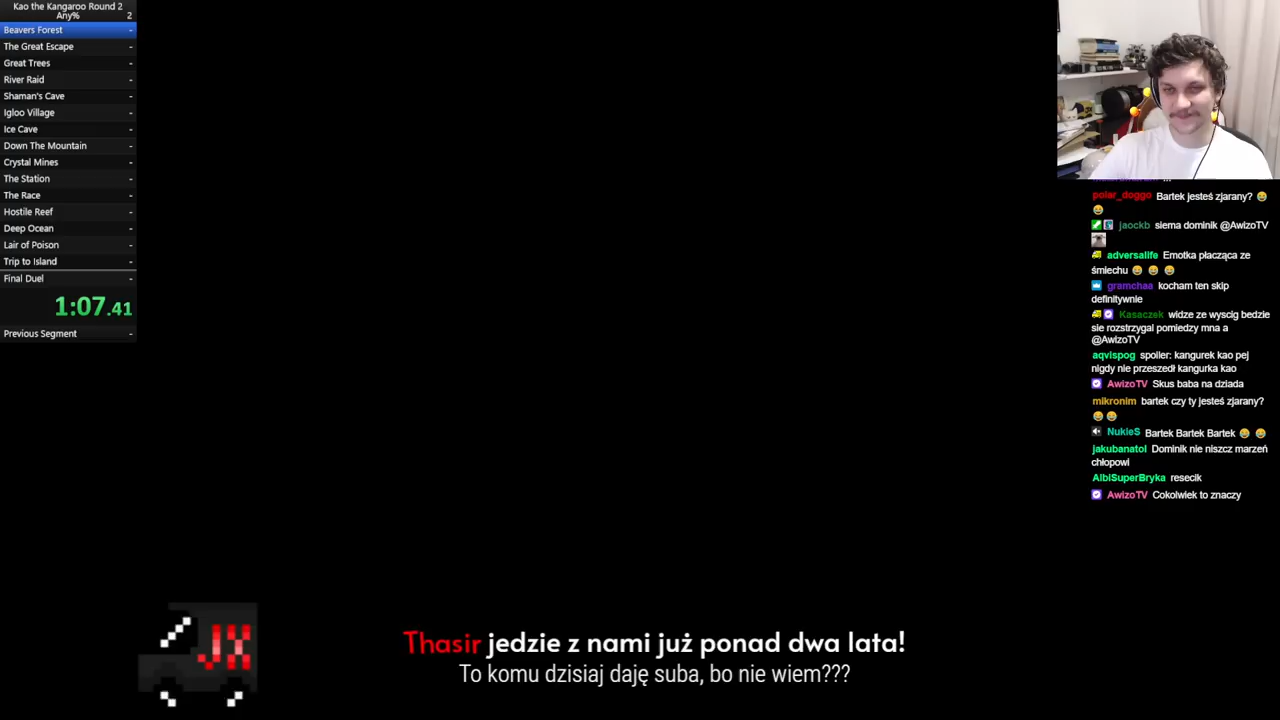 Kao the Kangaroo Round 2
Any% 2
Beavers Forest -
The Great Escape -
Great Trees -
River Raid -
Shaman's Cave -
Igloo Village -
Ice Cave -
Down The Mountain -
Crystal Mines -
The Station -
The Race -
Hostile Reef -
Deep Ocean -
Lair of Poison -
Trip to Island -
Final Duel -
1:07.41
Previous Segment -
polar_doggo Bartek jesteś zjarany?
jaockb siema dominik @AwizoTV
adversalife Emotka płacząca ze
śmiechu
gramchaa kocham ten skip
definitywnie
Kasaczek widze ze wyscig bedzie
sie rozstrzygal pomiedzy mna a
@AwizoTV
aqvispog spoiler: kangurek kao pej
nigdy nie przeszedł kangurka kao
AwizoTV Skus baba na dziada
mikronim bartek czy ty jesteś zjarany?
NukieS Bartek Bartek Bartek
jakubanatol Dominik nie niszcz marzeń
chłopowi
AlbiSuperBryka resecik
AwizoTV Cokolwiek to znaczy
JX
Thasir jedzie z nami już ponad dwa lata!
To komu dzisiaj daję suba, bo nie wiem???